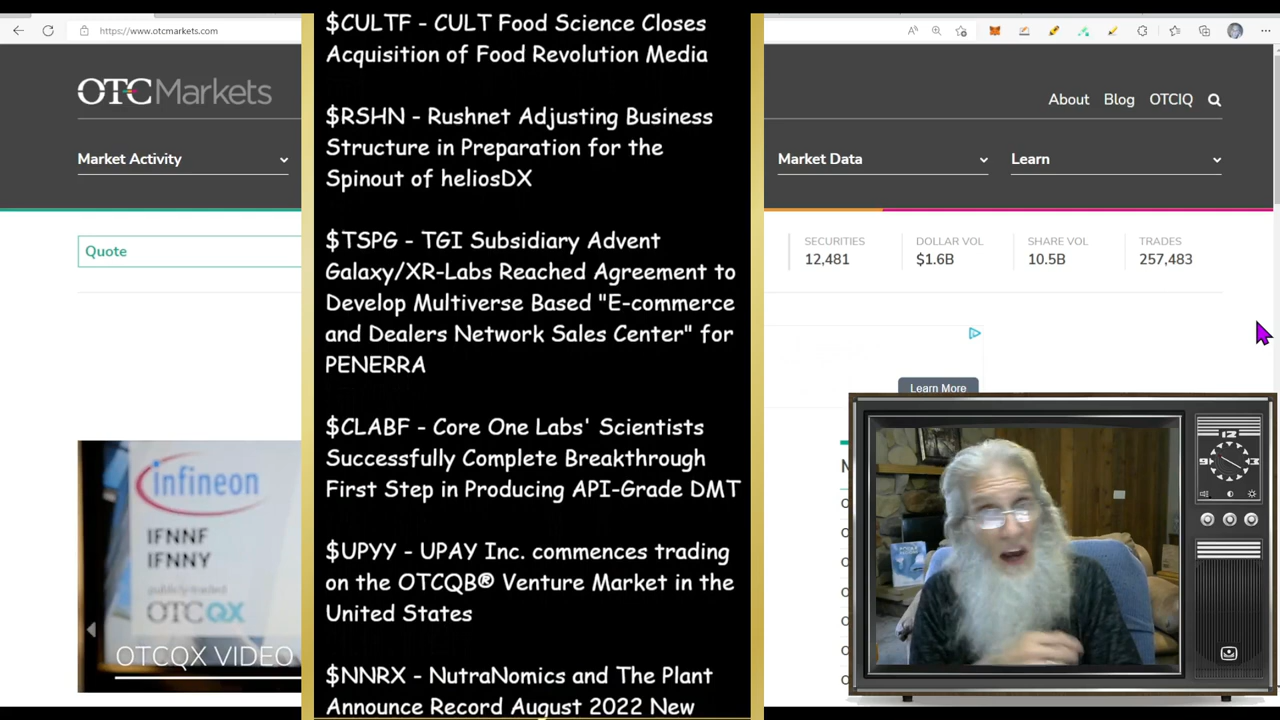 https://www.otcmarkets.com
OTCMarkets
About
Blog
OTCIQ
Market Activity
Market Data
Learn
Quote
SECURITIES
12,481
DOLLAR VOL
$1.6B
SHARE VOL
10.5B
TRADES
257,483
Learn More
$CULTF - CULT Food Science Closes
Acquisition of Food Revolution Media
$RSHN - Rushnet Adjusting Business
Structure in Preparation for the
Spinout of heliosDX
$TSPG - TGI Subsidiary Advent
Galaxy/XR-Labs Reached Agreement to
Develop Multiverse Based "E-commerce
and Dealers Network Sales Center" for
PENERRA
$CLABF - Core One Labs' Scientists
Successfully Complete Breakthrough
First Step in Producing API-Grade DMT
$UPYY - UPAY Inc. commences trading
on the OTCQB® Venture Market in the
United States
$NNRX - NutraNomics and The Plant
Announce Record August 2022 New
infineon
IFNNF
IFNNY
publicly traded
OTCQX
OTCQX VIDEO
12
9
3